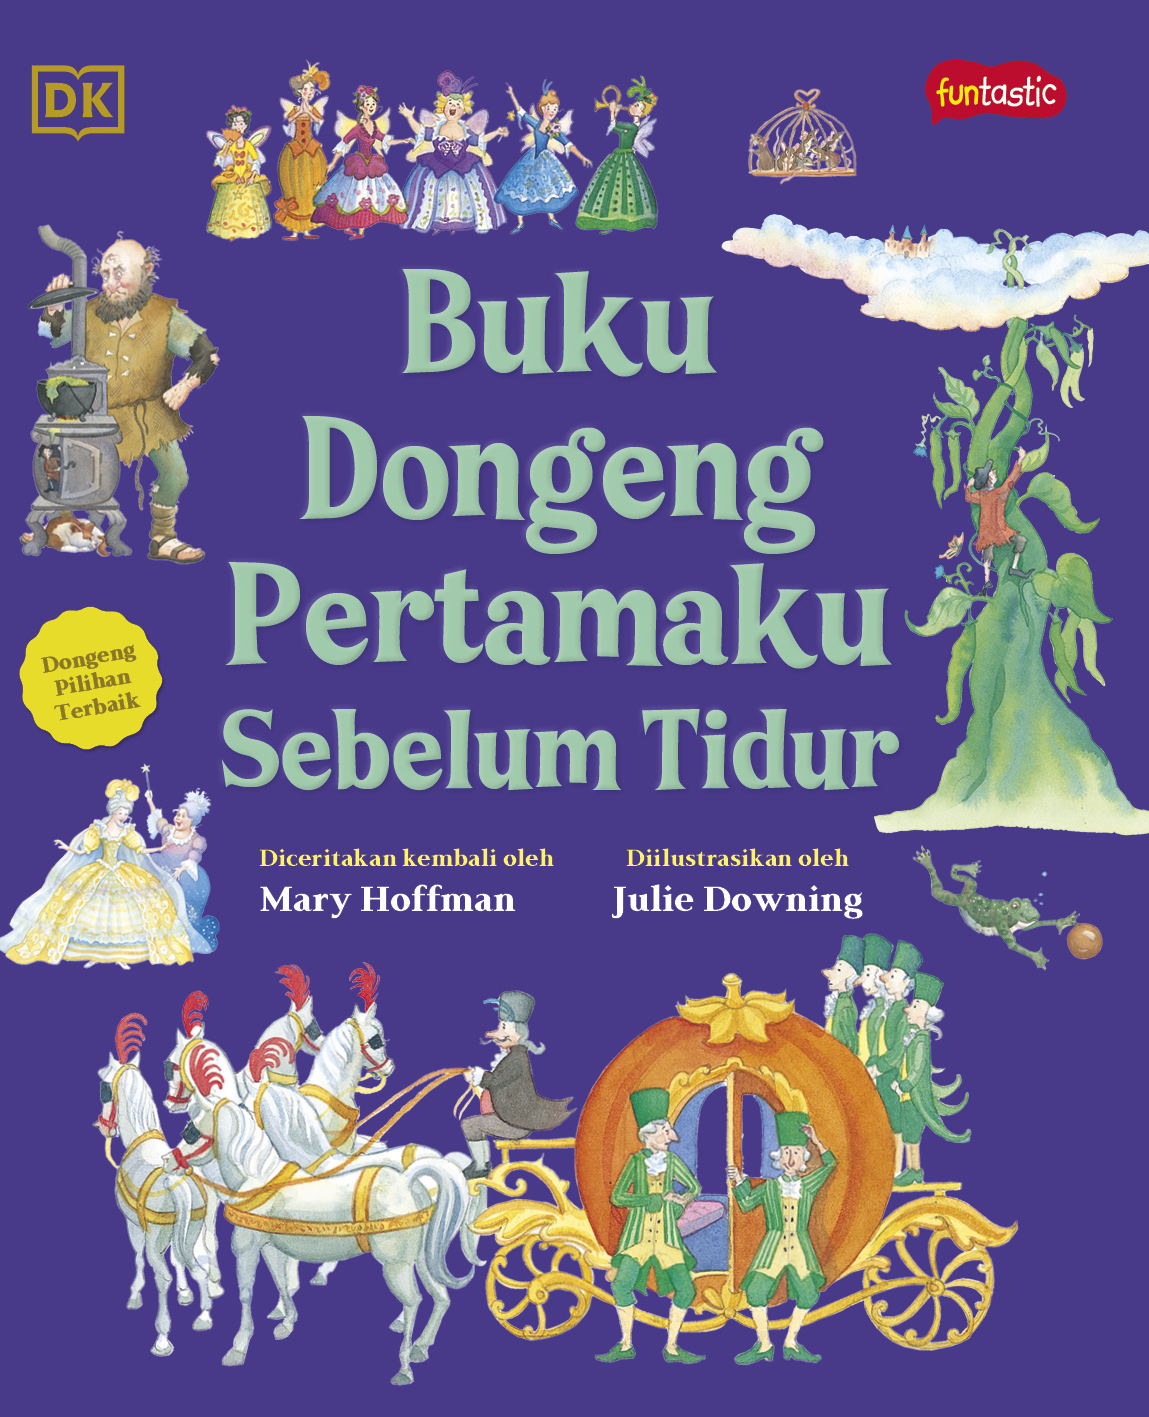 DK
funtastic
Buku
Dongeng
Pertamaku
Sebelum Tidur
Dongeng
Pilihan
Terbaik
Diceritakan kembali oleh
Mary Hoffman
Diilustrasikan oleh
Julie Downing